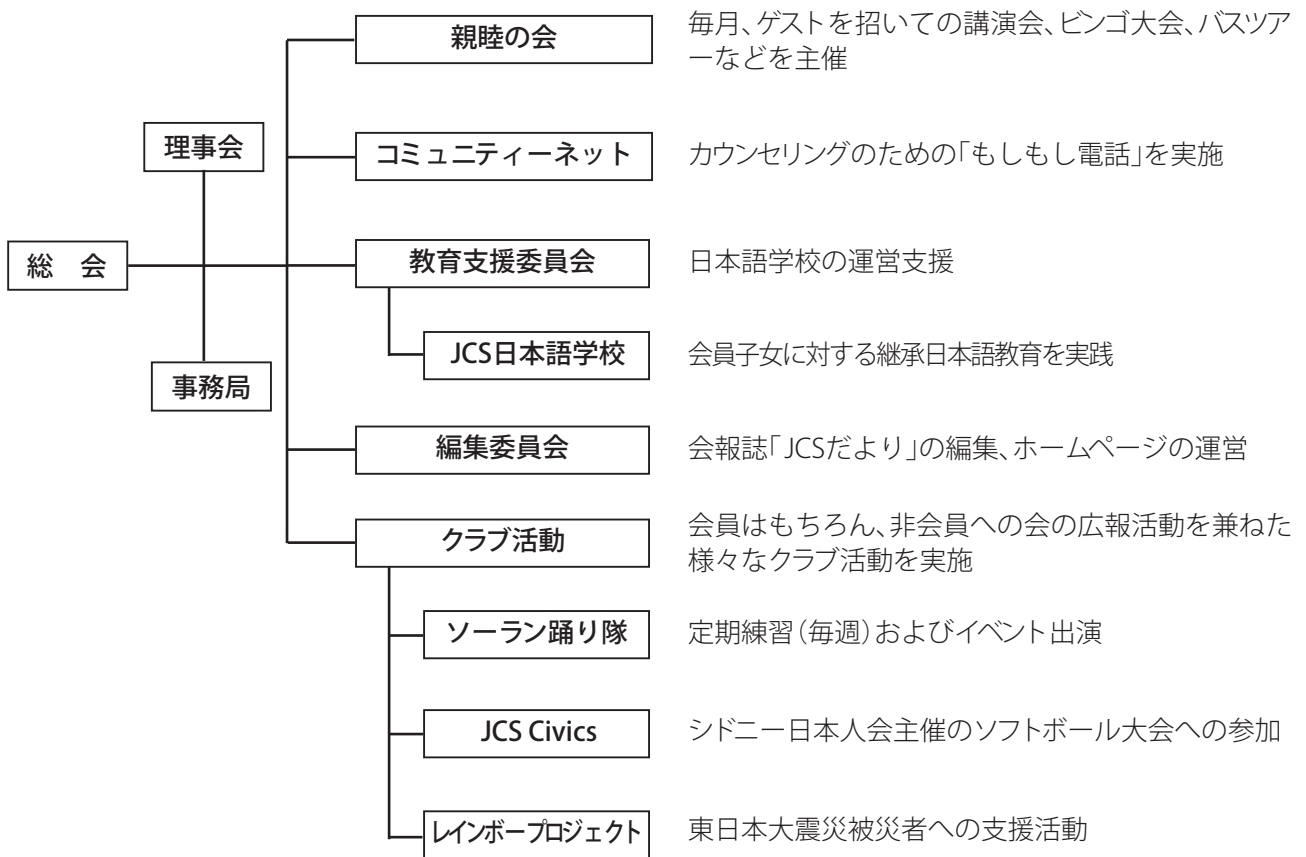 親睦の会
毎月、ゲストを招いての講演会、ビンゴ大会、バスツア
ーなどを主催
理事会
コミュニティーネット
カウンセリングのための「もしもし電話」を実施
総　会
教育支援委員会
日本語学校の運営支援
JCS日本語学校
会員子女に対する継承日本語教育を実践
事務局
編集委員会
会報誌「JCSだより」の編集、ホームページの運営
クラブ活動
会員はもちろん、非会員への会の広報活動を兼ねた
様々なクラブ活動を実施
ソーラン踊り隊
定期練習（毎週）およびイベント出演
JCS Civics
シドニー日本人会主催のソフトボール大会への参加
レインボープロジェクト
東日本大震災被災者への支援活動